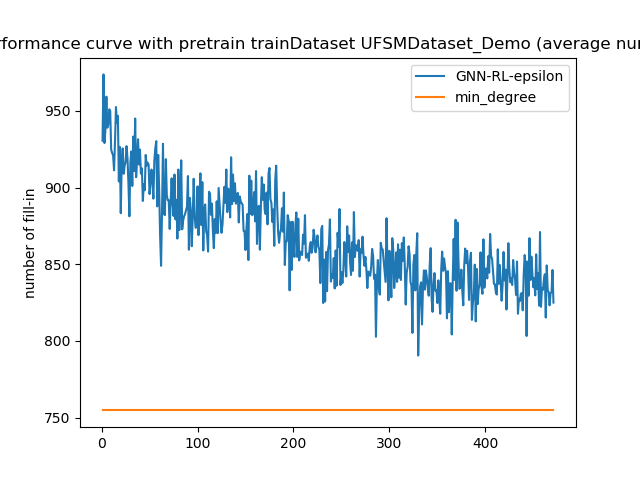 rformance curve with pretrain trainDataset UFSMDataset_Demo (average nu
GNN-RL-epsilon
min_degree
number of fill-in
950
900
850
800
750
0 100 200 300 400